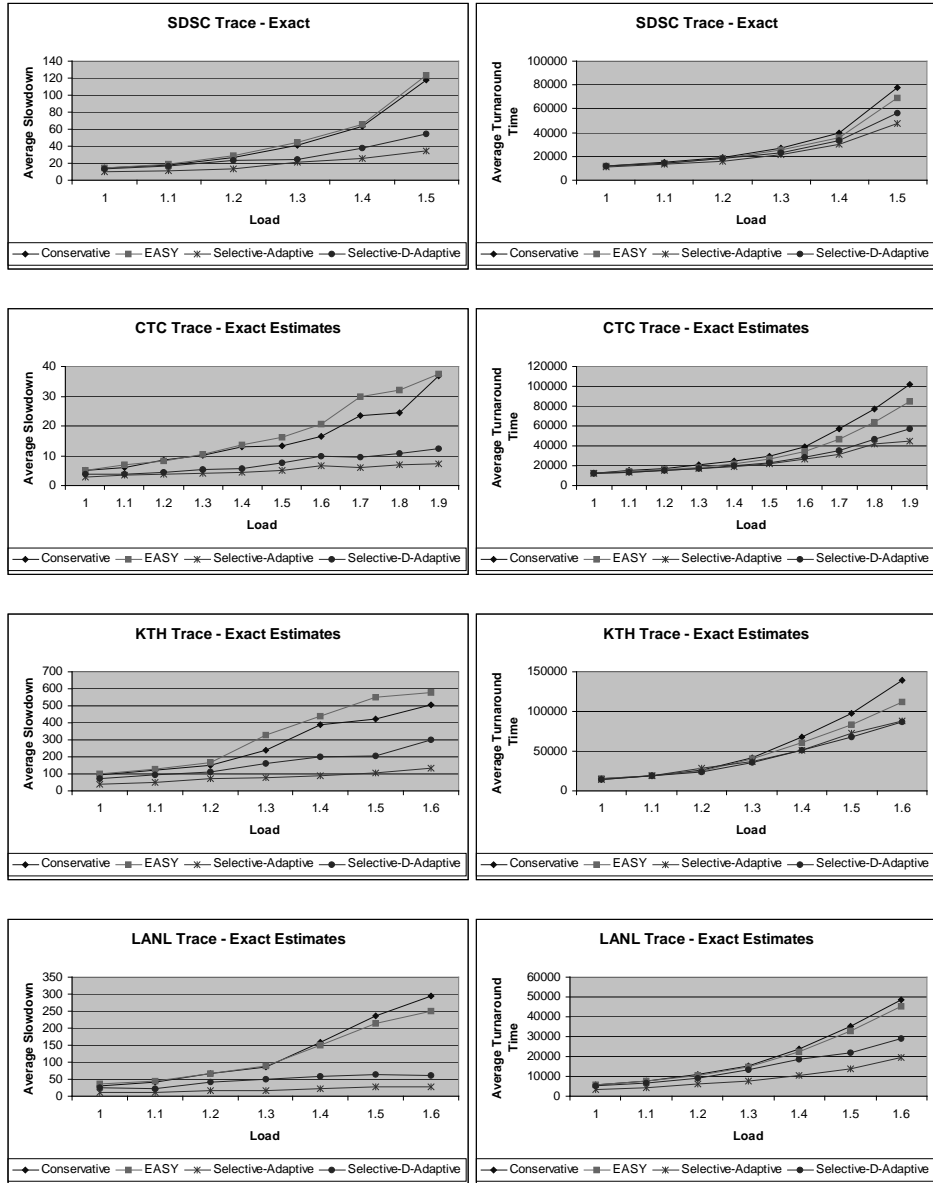 SDSC Trace - Exact
Average Slowdown
140
120
100
80
60
40
20
0
1 1.1 1.2 1.3 1.4 1.5
Load
Conservative EASY Selective-Adaptive Selective-D-Adaptive
SDSC Trace - Exact
Average Turnaround
Time
100000
80000
60000
40000
20000
0
1 1.1 1.2 1.3 1.4 1.5
Load
Conservative EASY Selective-Adaptive Selective-D-Adaptive
CTC Trace - Exact Estimates
Average Slowdown
40
30
20
10
0
1 1.1 1.2 1.3 1.4 1.5 1.6 1.7 1.8 1.9
Load
Conservative EASY Selective-Adaptive Selective-D-Adaptive
CTC Trace - Exact Estimates
Average Turnaround
Time
120000
100000
80000
60000
40000
20000
0
1 1.1 1.2 1.3 1.4 1.5 1.6 1.7 1.8 1.9
Load
Conservative EASY Selective-Adaptive Selective-D-Adaptive
KTH Trace - Exact Estimates
Average Slowdown
700
600
500
400
300
200
100
0
1 1.1 1.2 1.3 1.4 1.5 1.6
Load
Conservative EASY Selective-Adaptive Selective-D-Adaptive
KTH Trace - Exact Estimates
Average Turnaround
Time
150000
100000
50000
0
1 1.1 1.2 1.3 1.4 1.5 1.6
Load
Conservative EASY Selective-Adaptive Selective-D-Adaptive
LANL Trace - Exact Estimates
Average Slowdown
350
300
250
200
150
100
50
0
1 1.1 1.2 1.3 1.4 1.5 1.6
Load
Conservative EASY Selective-Adaptive Selective-D-Adaptive
LANL Trace - Exact Estimates
Average Turnaround
Time
60000
50000
40000
30000
20000
10000
0
1 1.1 1.2 1.3 1.4 1.5 1.6
Load
Conservative EASY Selective-Adaptive Selective-D-Adaptive